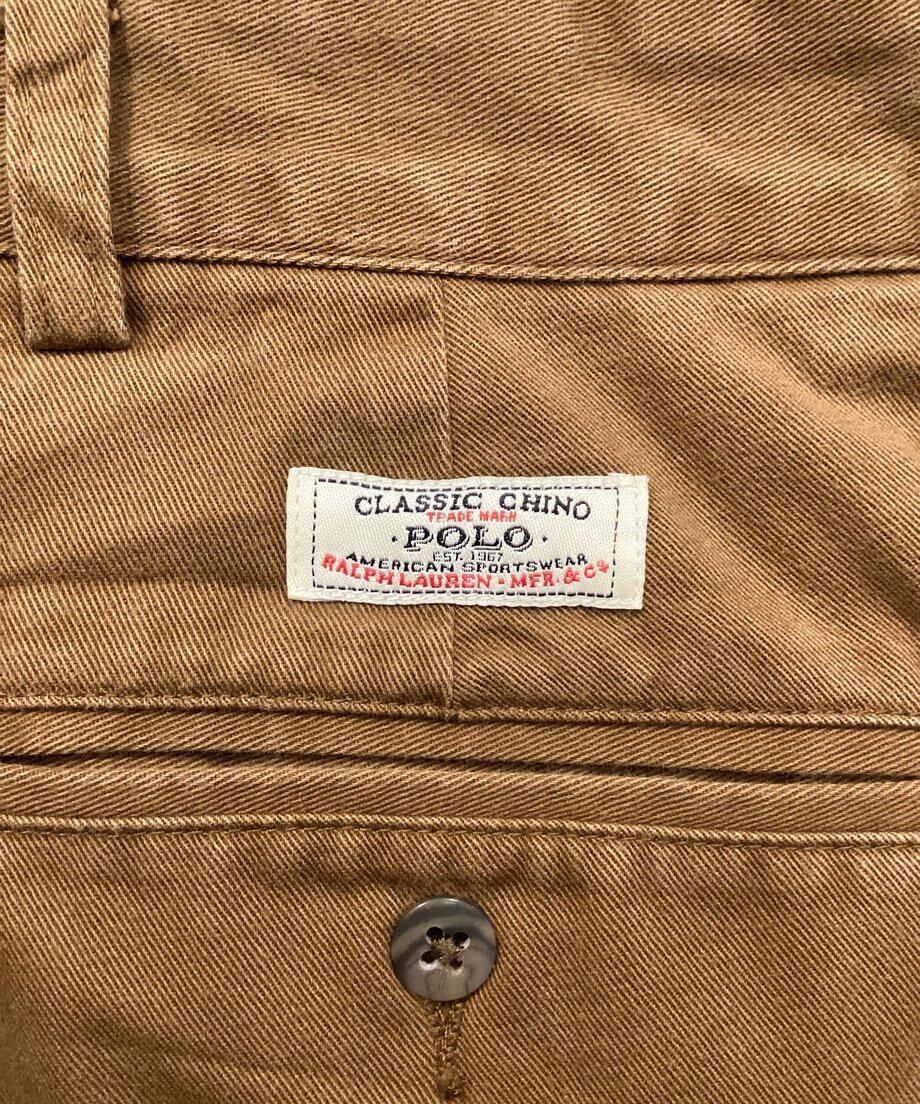 CLASSIC CHINO
TRADE MARK
·POLO·
EST. 1967
AMERICAN SPORTSWEAR
RALPH LAUREN · MFR. & Co